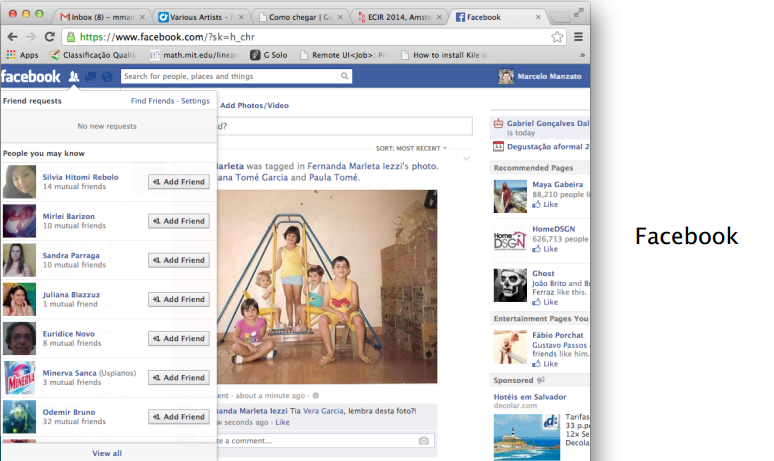 Inbox (8) - mman
Various Artists - F
Como chegar | G
ECIR 2014, Amste
Facebook
https://www.facebook.com/?sk=h_chr
Apps
Classificação Qualis
math.mit.edu/linear
G Solo
Remote UI<Job>: Pr
How to install Kile o
facebook
Search for people, places and things
Marcelo Manzato
Friend requests
Find Friends · Settings
No new requests
People you may know
Silvia Hitomi Rebolo
14 mutual friends
Add Friend
Mirlei Barizon
10 mutual friends
Add Friend
Sandra Parraga
10 mutual friends
Add Friend
Juliana Biazzuz
1 mutual friend
Add Friend
Euridice Novo
8 mutual friends
Add Friend
Minerva Sanca (Uspianos)
3 mutual friends
Add Friend
Odemir Bruno
32 mutual friends
Add Friend
View all
Add Photos/Video
d?
SORT: MOST RECENT
Marleta was tagged in Fernanda Marleta Iezzi's photo.
ana Tomé Garcia and Paula Tomé.
ent · about a minute ago ·
nanda Marleta Iezzi Tia Vera Garcia, lembra desta foto?!
w seconds ago · Like
e a comment...
Gabriel Gonçalves Dal
is today
Degustação aformal 2
Recommended Pages
Maya Gabeira
88,210 people li
Like
HomeDSGN
626,713 people
Like
Home
DSGN
Ghost
João Brito and B
Ferraz like this.
Like
Entertainment Pages You
Fábio Porchat
Gustavo Passos
friends like him.
Like
Sponsored
Hotéis em Salvador
decolar.com
d:
Tarifas
33 p.p
12x Se
Decola
MINERVA
Facebook